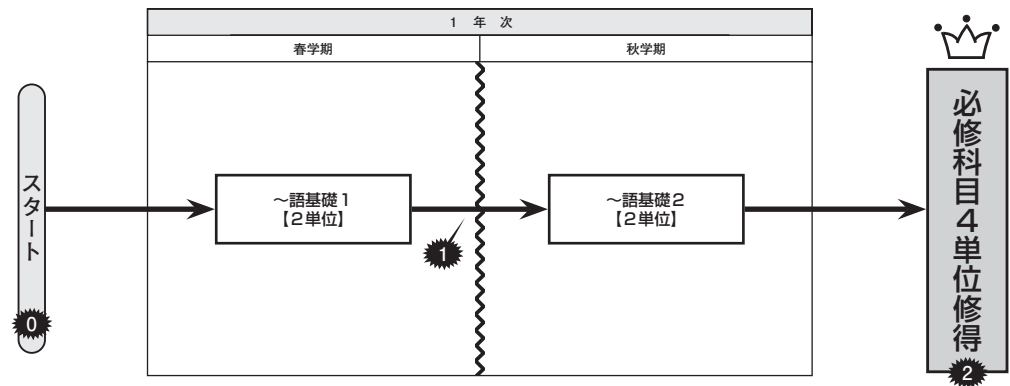 1 年 次
春学期
秋学期
スタート
0
～語基礎1
【2単位】
1
～語基礎2
【2単位】
必修科目4単位修得
2